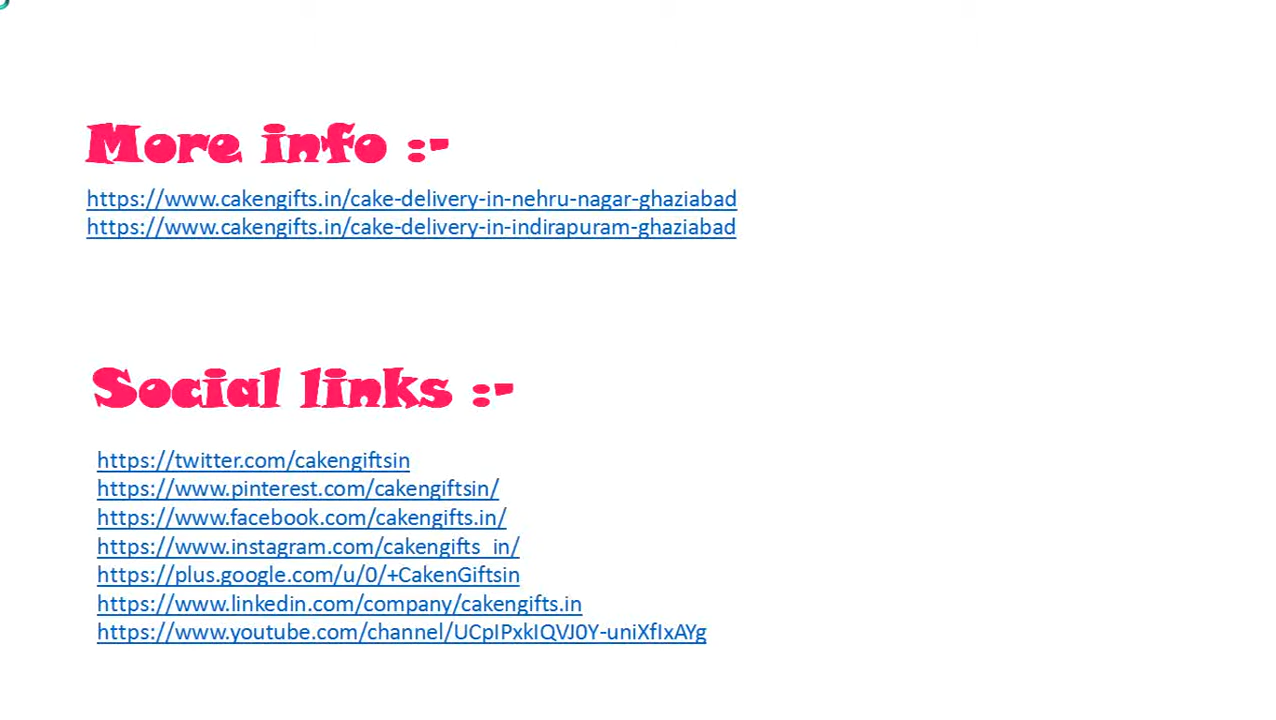 More info :-
https://www.cakengifts.in/cake-delivery-in-nehru-nagar-ghaziabad
https://www.cakengifts.in/cake-delivery-in-indirapuram-ghaziabad
Social links :-
https://twitter.com/cakengiftsin
https://www.pinterest.com/cakengiftsin/
https://www.facebook.com/cakengifts.in/
https://www.instagram.com/cakengifts_in/
https://plus.google.com/u/0/+CakenGiftsin
https://www.linkedin.com/company/cakengifts.in
https://www.youtube.com/channel/UCpIPxkIQVJ0Y-uniXfIxAYg